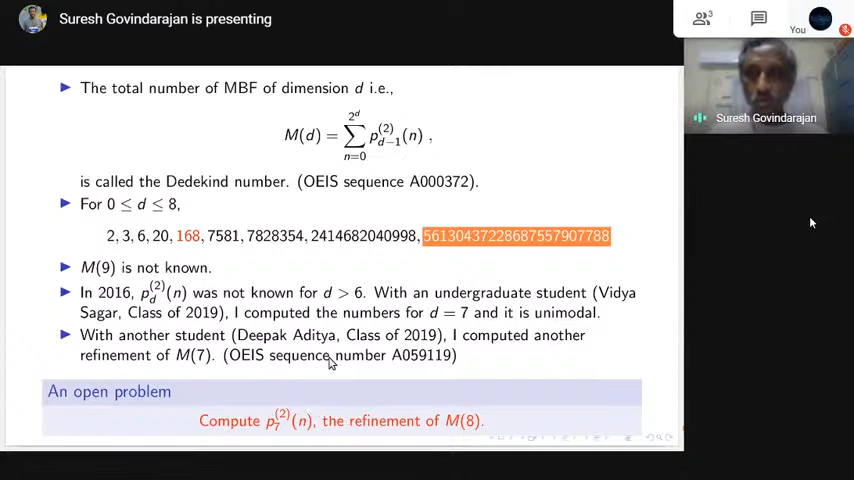 Suresh Govindarajan is presenting
3
You
Suresh Govindarajan
The total number of MBF of dimension d i.e.,
M(d) = ∑_{n=0}^{2^d} p_{d−1}^{(2)}(n) ,
is called the Dedekind number. (OEIS sequence A000372).
For 0 ≤ d ≤ 8,
2, 3, 6, 20, 168, 7581, 7828354, 2414682040998, 56130437228687557907788
M(9) is not known.
In 2016, p_d^{(2)}(n) was not known for d > 6. With an undergraduate student (Vidya
Sagar, Class of 2019), I computed the numbers for d = 7 and it is unimodal.
With another student (Deepak Aditya, Class of 2019), I computed another
refinement of M(7). (OEIS sequence number A059119)
An open problem
Compute p_7^{(2)}(n), the refinement of M(8).